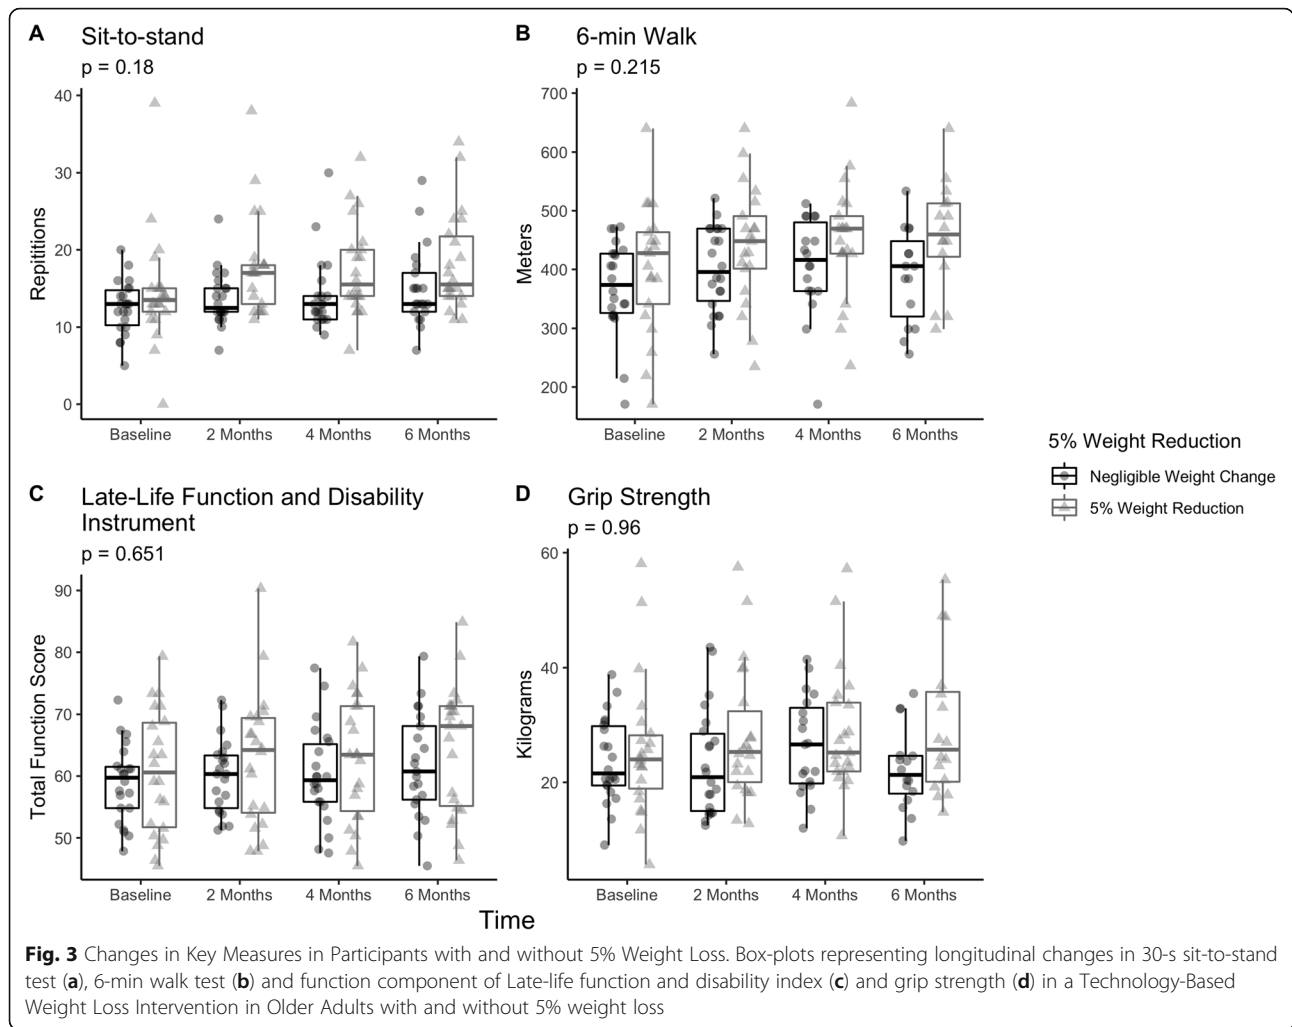 A Sit-to-stand
p = 0.18
40
30
20
10
0
Repititions
Baseline 2 Months 4 Months 6 Months
B 6-min Walk
p = 0.215
700
600
500
400
300
200
Meters
Baseline 2 Months 4 Months 6 Months
5% Weight Reduction
Negligible Weight Change
5% Weight Reduction
C Late-Life Function and Disability
Instrument
p = 0.651
90
80
70
60
50
Total Function Score
Baseline 2 Months 4 Months 6 Months
D Grip Strength
p = 0.96
60
40
20
Kilograms
Baseline 2 Months 4 Months 6 Months
Time
Fig. 3 Changes in Key Measures in Participants with and without 5% Weight Loss. Box-plots representing longitudinal changes in 30-s sit-to-stand
test (a), 6-min walk test (b) and function component of Late-life function and disability index (c) and grip strength (d) in a Technology-Based
Weight Loss Intervention in Older Adults with and without 5% weight loss